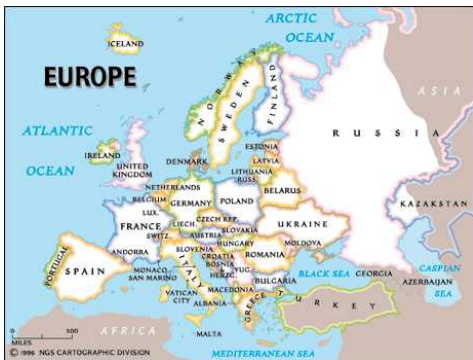 ARCTIC
OCEAN
ICELAND
EUROPE
NORWAY
SWEDEN
FINLAND
ASIA
RUSSIA
ATLANTIC
OCEAN
ESTONIA
LATVIA
LITHUANIA
RUSS.
DENMARK
IRELAND
UNITED
KINGDOM
NETHERLANDS
BELARUS
BELGIUM
GERMANY
POLAND
KAZAKSTAN
LUX.
CZECH REP.
UKRAINE
FRANCE
LIECH.
SLOVAKIA
SWITZ.
AUSTRIA
HUNGARY
MOLDOVA
ANDORRA
SLOVENIA
CROATIA
ROMANIA
PORTUGAL
SPAIN
MONACO
SAN MARINO
ITALY
BOSNIA
HERZG.
YUG.
BLACK SEA
GEORGIA
CASPIAN
SEA
BULGARIA
AZERBAIJAN
VATICAN
CITY
MACEDONIA
ALBANIA
GREECE
TURKEY
0 500
MILES
AFRICA
MALTA
© 1996 NGS CARTOGRAPHIC DIVISION
MEDITERRANEAN SEA